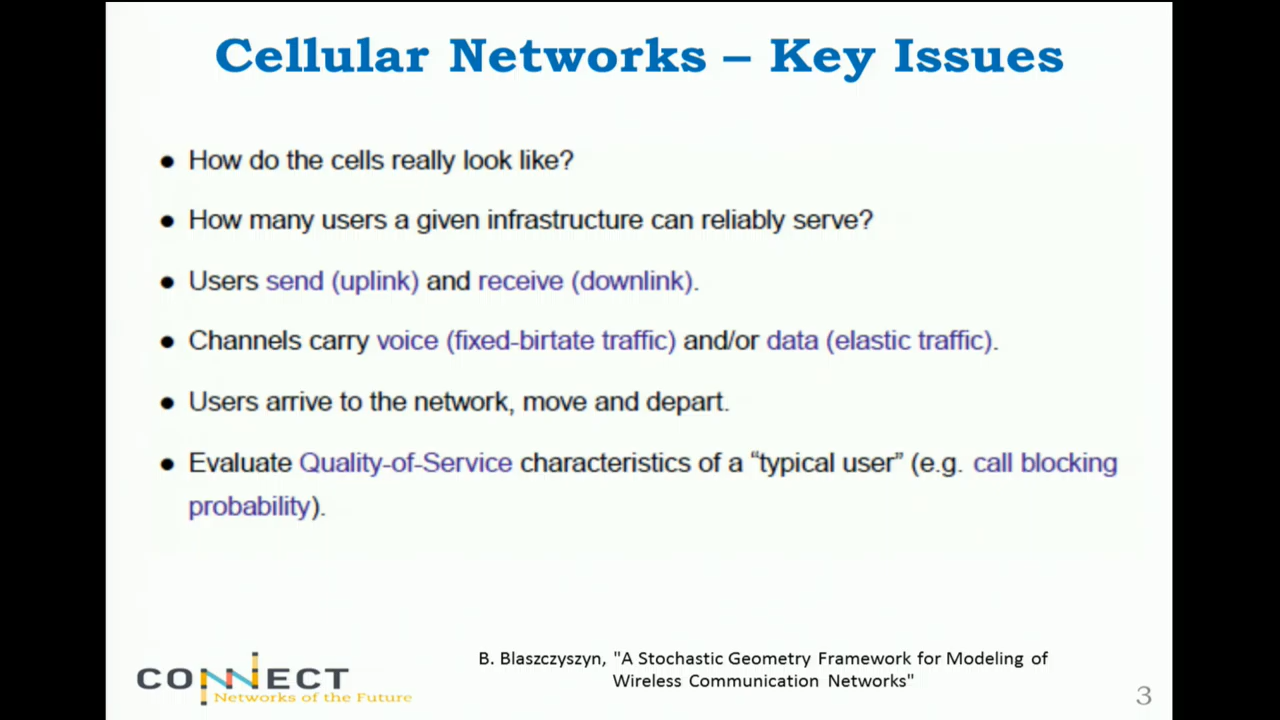 Cellular Networks – Key Issues
● How do the cells really look like?
● How many users a given infrastructure can reliably serve?
● Users send (uplink) and receive (downlink).
● Channels carry voice (fixed-birtate traffic) and/or data (elastic traffic).
● Users arrive to the network, move and depart.
● Evaluate Quality-of-Service characteristics of a “typical user” (e.g. call blocking
probability).
B. Blaszczyszyn, "A Stochastic Geometry Framework for Modeling of
Wireless Communication Networks"
CONNECT
Networks of the Future
3